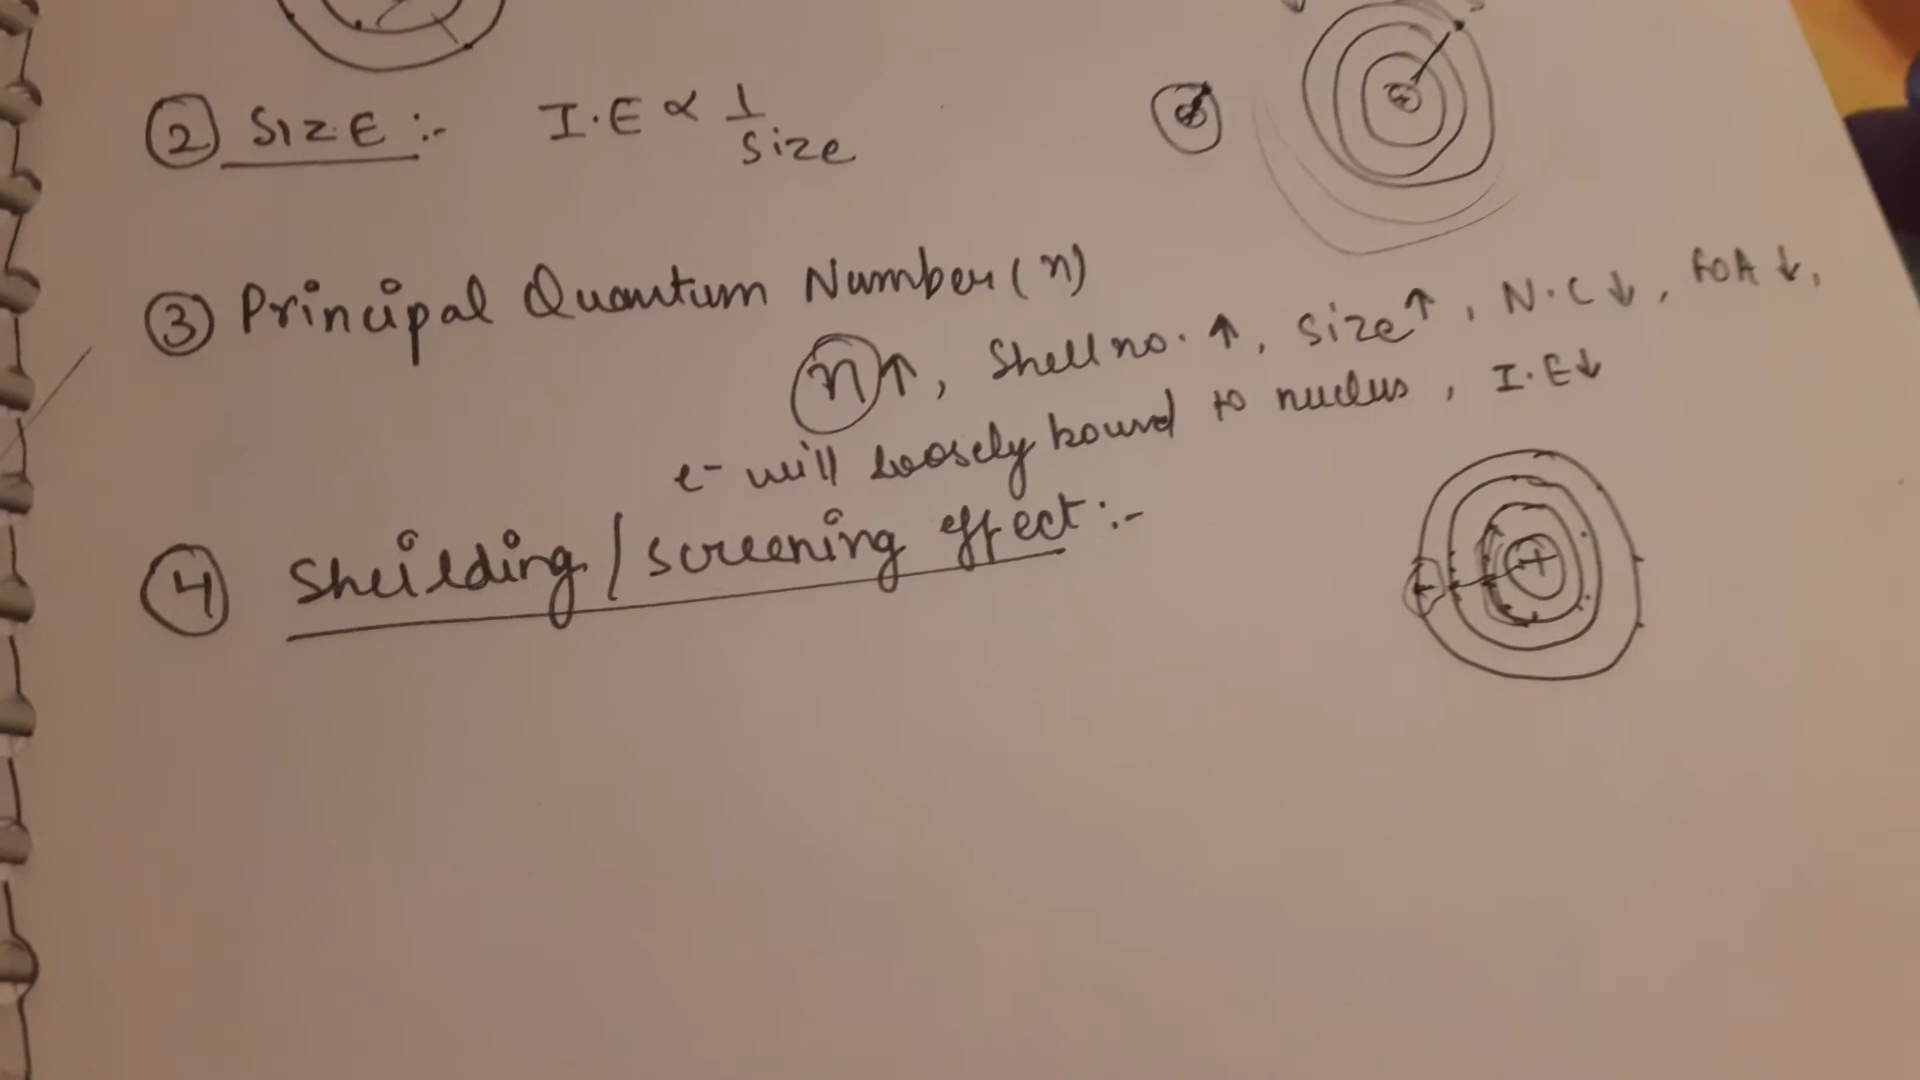 ② SIZE :- I.E ∝ 1/Size
③ Principal Quantum Number (n)
n↑, Shell no. ↑, Size↑, N.C↓, FOA↓,
e- will loosely bound to nucleus, I.E↓
④ Sheilding / screening effect :-